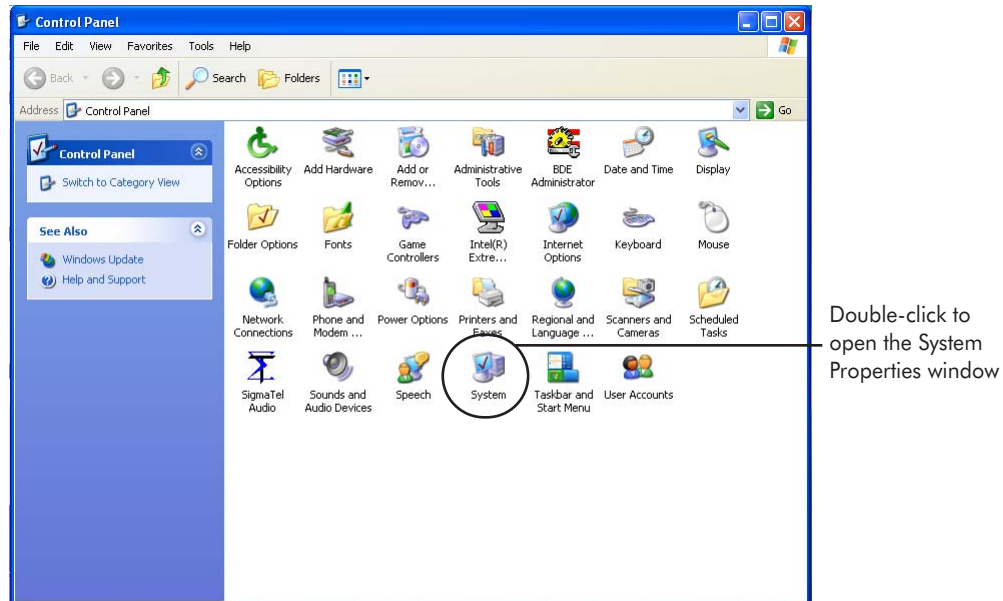 Control Panel
File Edit View Favorites Tools Help
Back Search Folders
Address Control Panel Go
Control Panel
Switch to Category View
See Also
Windows Update
Help and Support
Accessibility Options
Add Hardware
Add or Remov...
Administrative Tools
BDE Administrator
Date and Time
Display
Folder Options
Fonts
Game Controllers
Intel(R) Extre...
Internet Options
Keyboard
Mouse
Network Connections
Phone and Modem ...
Power Options
Printers and Faxes
Regional and Language ...
Scanners and Cameras
Scheduled Tasks
SigmaTel Audio
Sounds and Audio Devices
Speech
System
Taskbar and Start Menu
User Accounts
Double-click to
open the System
Properties window